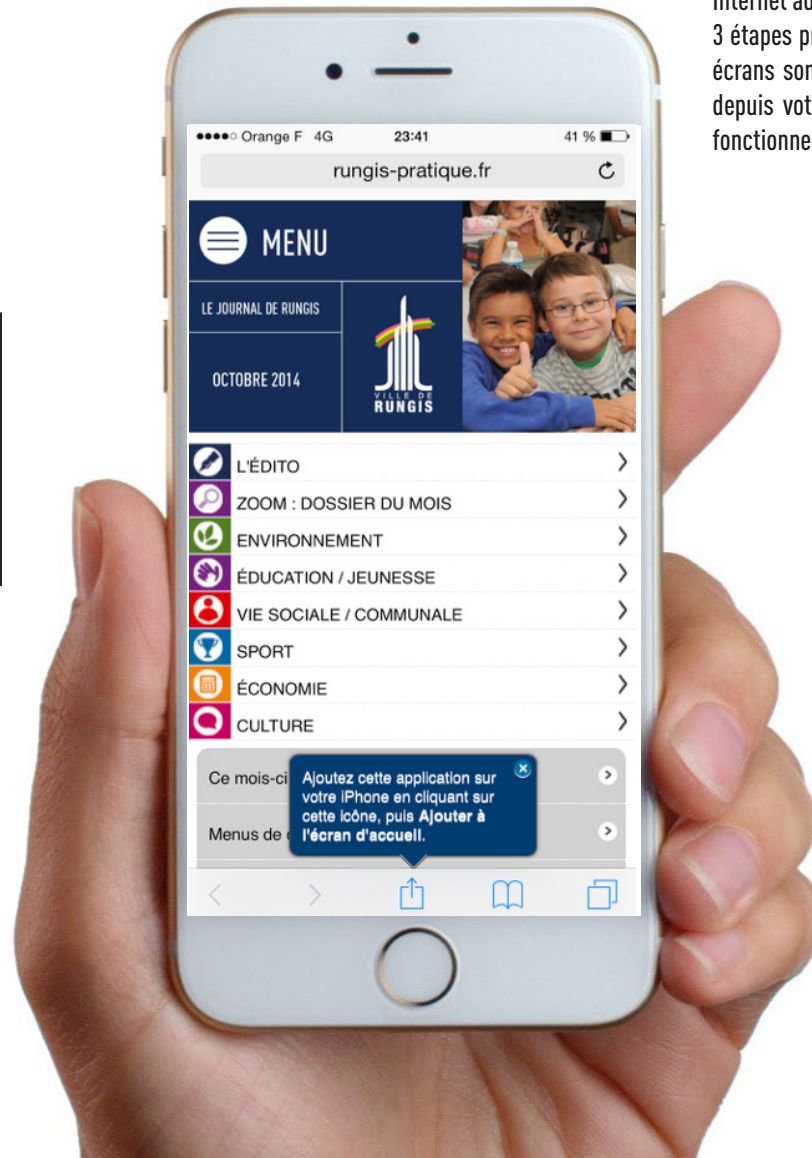 Internet
3 étapes
écrans
depuis
fonctionne
Orange F 4G 23:41 41 %
rungis-pratique.fr
MENU
LE JOURNAL DE RUNGIS
OCTOBRE 2014
VILLE DE
RUNGIS
L'ÉDITO
ZOOM : DOSSIER DU MOIS
ENVIRONNEMENT
ÉDUCATION / JEUNESSE
VIE SOCIALE / COMMUNALE
SPORT
ÉCONOMIE
CULTURE
Ce mois-ci
Menus de
Ajoutez cette application sur
votre iPhone en cliquant sur
cette icône, puis Ajouter à
l'écran d'accueil.